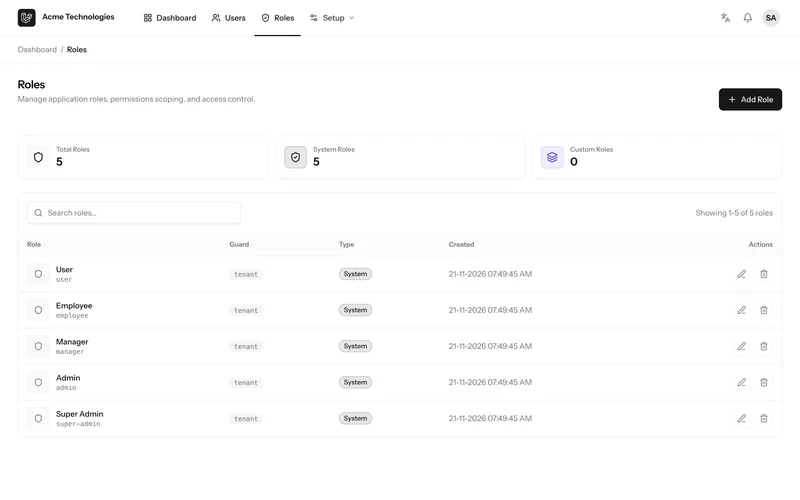 Acme Technologies
Dashboard
Users
Roles
Setup
SA
Dashboard / Roles
Roles
Manage application roles, permissions scoping, and access control.
+ Add Role
Total Roles
5
System Roles
5
Custom Roles
0
Search roles...
Showing 1-5 of 5 roles
Role Guard Type Created Actions
User
user
tenant System 21-11-2026 07:49:45 AM
Employee
employee
tenant System 21-11-2026 07:49:45 AM
Manager
manager
tenant System 21-11-2026 07:49:45 AM
Admin
admin
tenant System 21-11-2026 07:49:45 AM
Super Admin
super-admin
tenant System 21-11-2026 07:49:45 AM